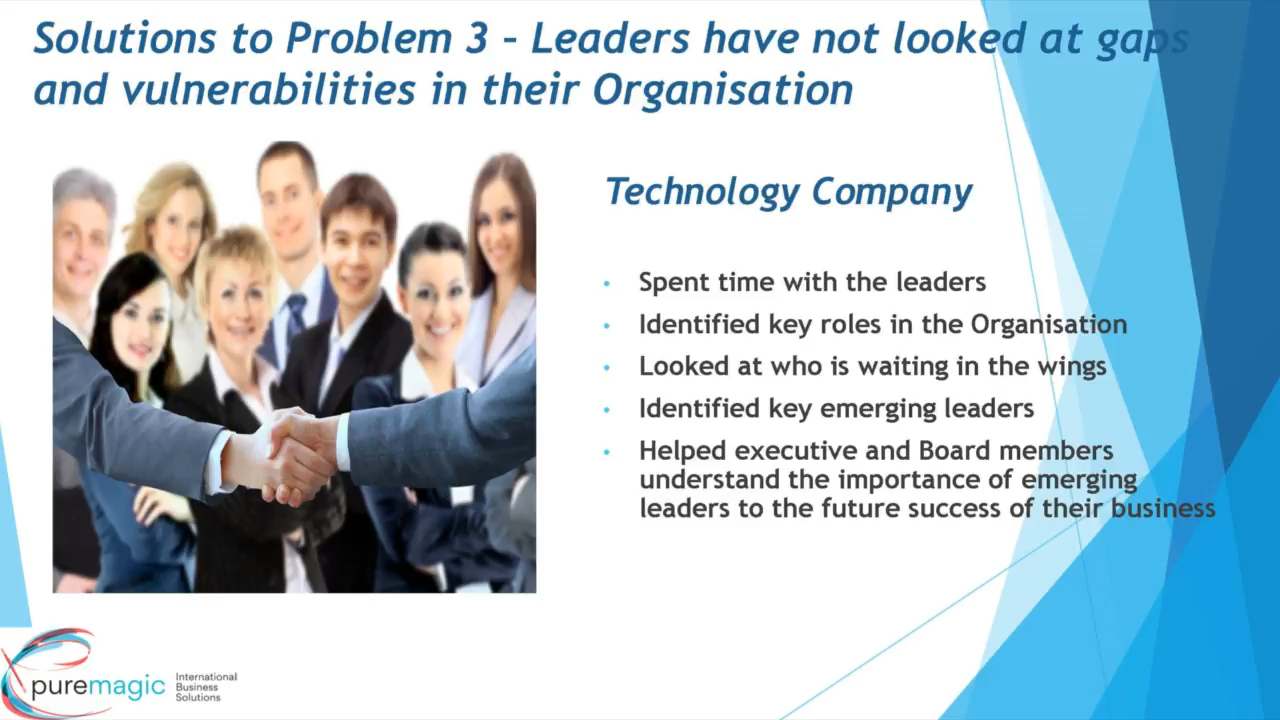 Solutions to Problem 3 – Leaders have not looked at gaps
and vulnerabilities in their Organisation
Technology Company
• Spent time with the leaders
• Identified key roles in the Organisation
• Looked at who is waiting in the wings
• Identified key emerging leaders
• Helped executive and Board members
understand the importance of emerging
leaders to the future success of their business
puremagic
International
Business
Solutions